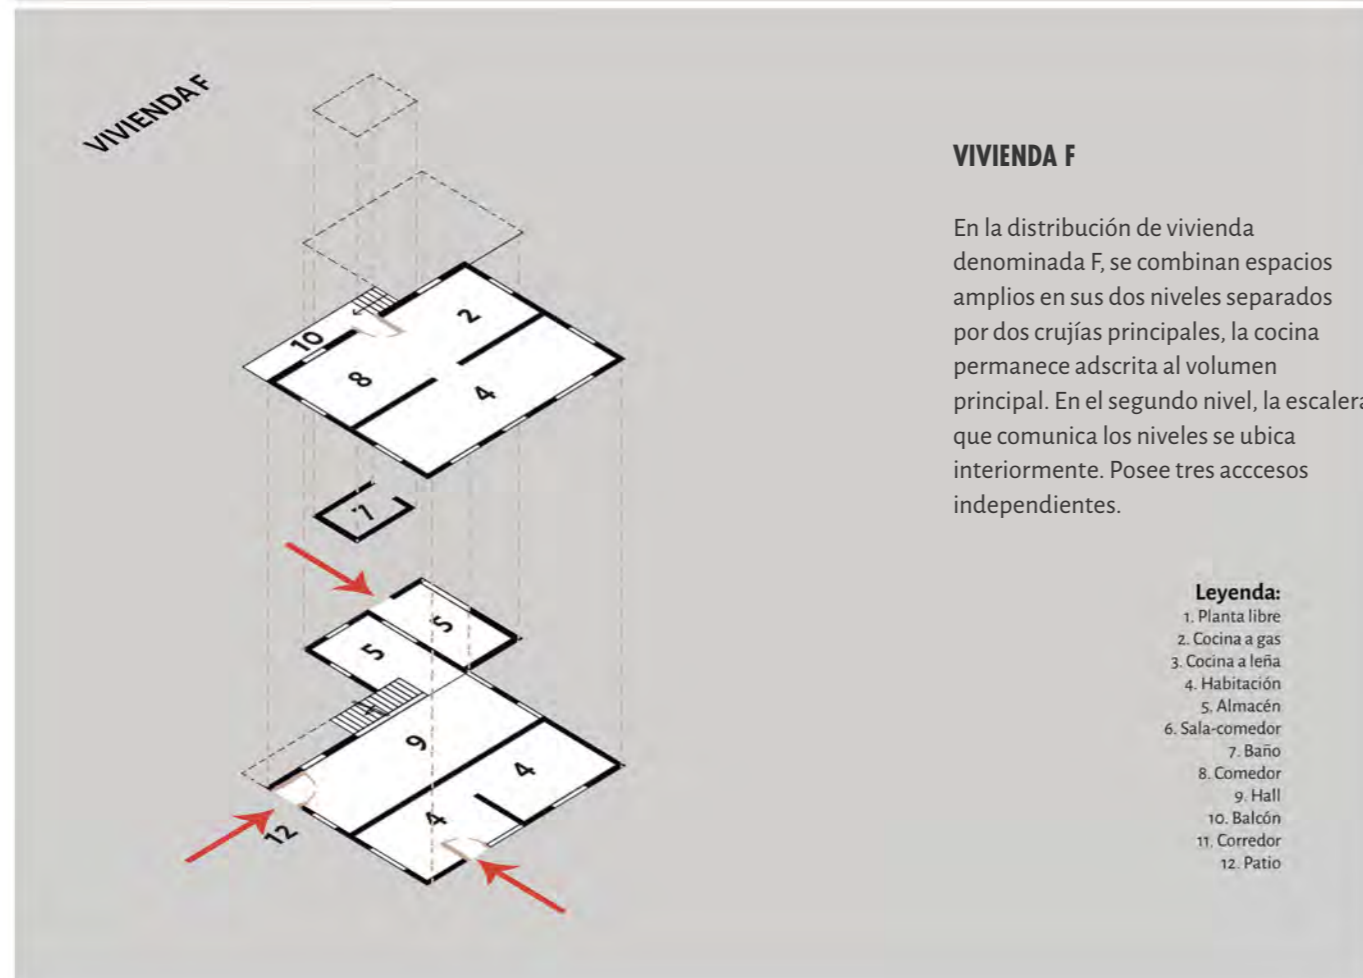 VIVIENDA F
10
2
8
4
7
5
5
9
4
4
12
VIVIENDA F
En la distribución de vivienda
denominada F, se combinan espacios
amplios en sus dos niveles separados
por dos crujías principales, la cocina
permanece adscrita al volumen
principal. En el segundo nivel, la escalera
que comunica los niveles se ubica
interiormente. Posee tres acccesos
independientes.
Leyenda:
1. Planta libre
2. Cocina a gas
3. Cocina a leña
4. Habitación
5. Almacén
6. Sala-comedor
7. Baño
8. Comedor
9. Hall
10. Balcón
11. Corredor
12. Patio